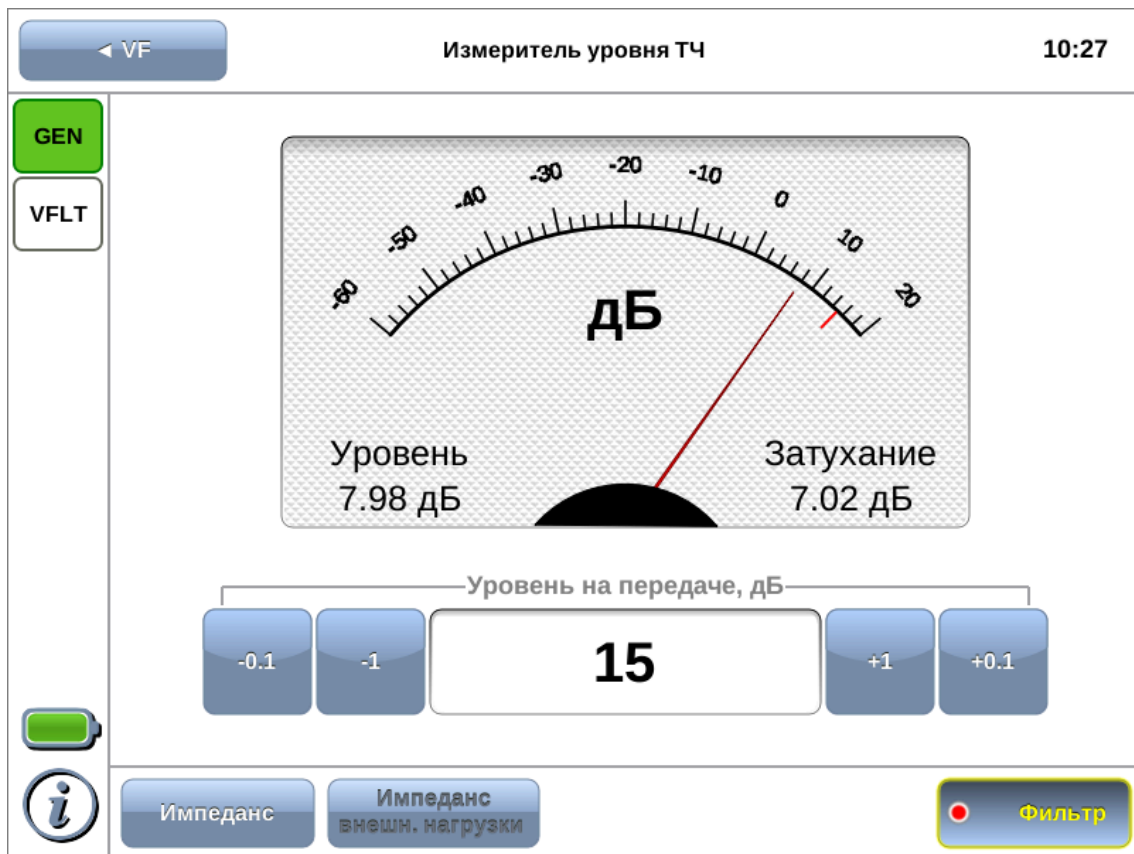 ◄ VF
Измеритель уровня ТЧ
10:27
GEN
VFLT
-60
-50
-40
-30
-20
-10
0
10
20
дБ
Уровень
7.98 дБ
Затухание
7.02 дБ
Уровень на передаче, дБ
-0.1
-1
15
+1
+0.1
i
Импеданс
Импеданс
внешн. нагрузки
Фильтр